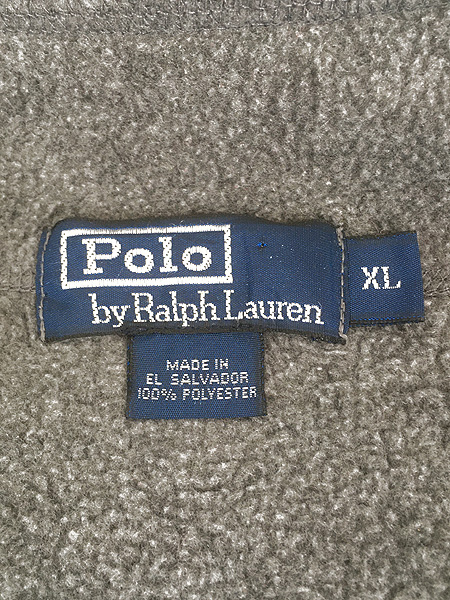 Polo
by Ralph Lauren
XL
MADE IN
EL SALVADOR
100% POLYESTER